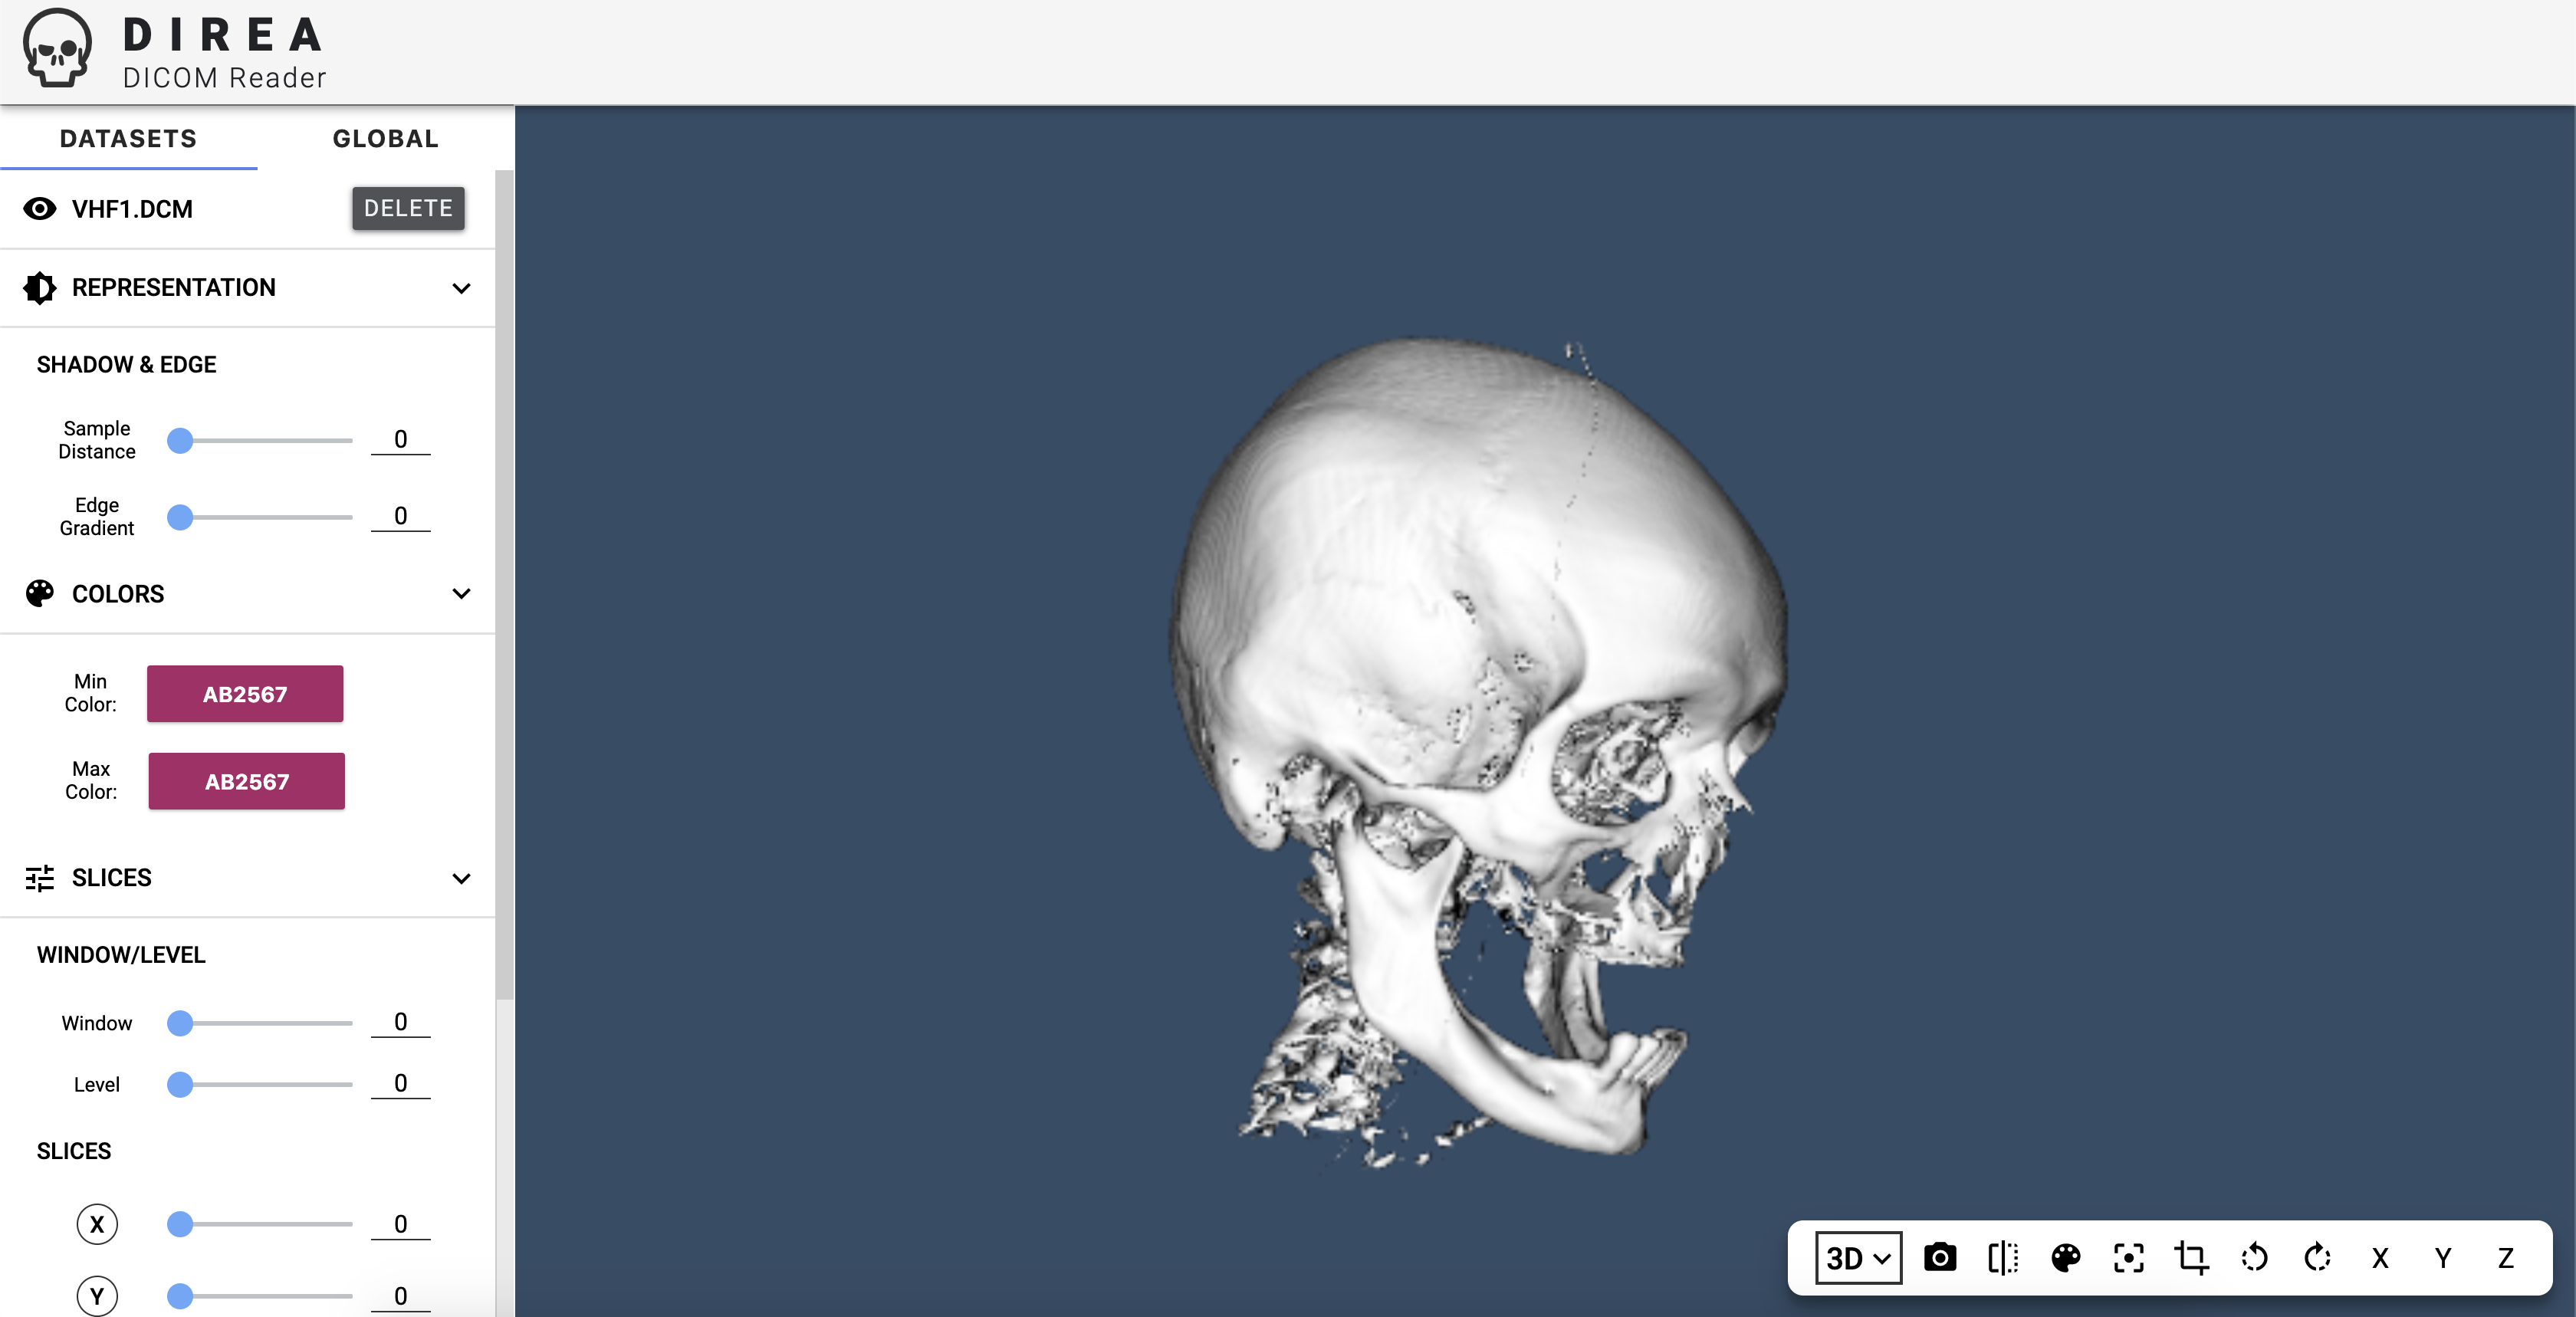 DIREA
DICOM Reader
DATASETS GLOBAL
VHF1.DCM DELETE
REPRESENTATION
SHADOW & EDGE
Sample
Distance 0
Edge
Gradient 0
COLORS
Min
Color: AB2567
Max
Color: AB2567
SLICES
WINDOW/LEVEL
Window 0
Level 0
SLICES
X 0
Y 0
3D X Y Z